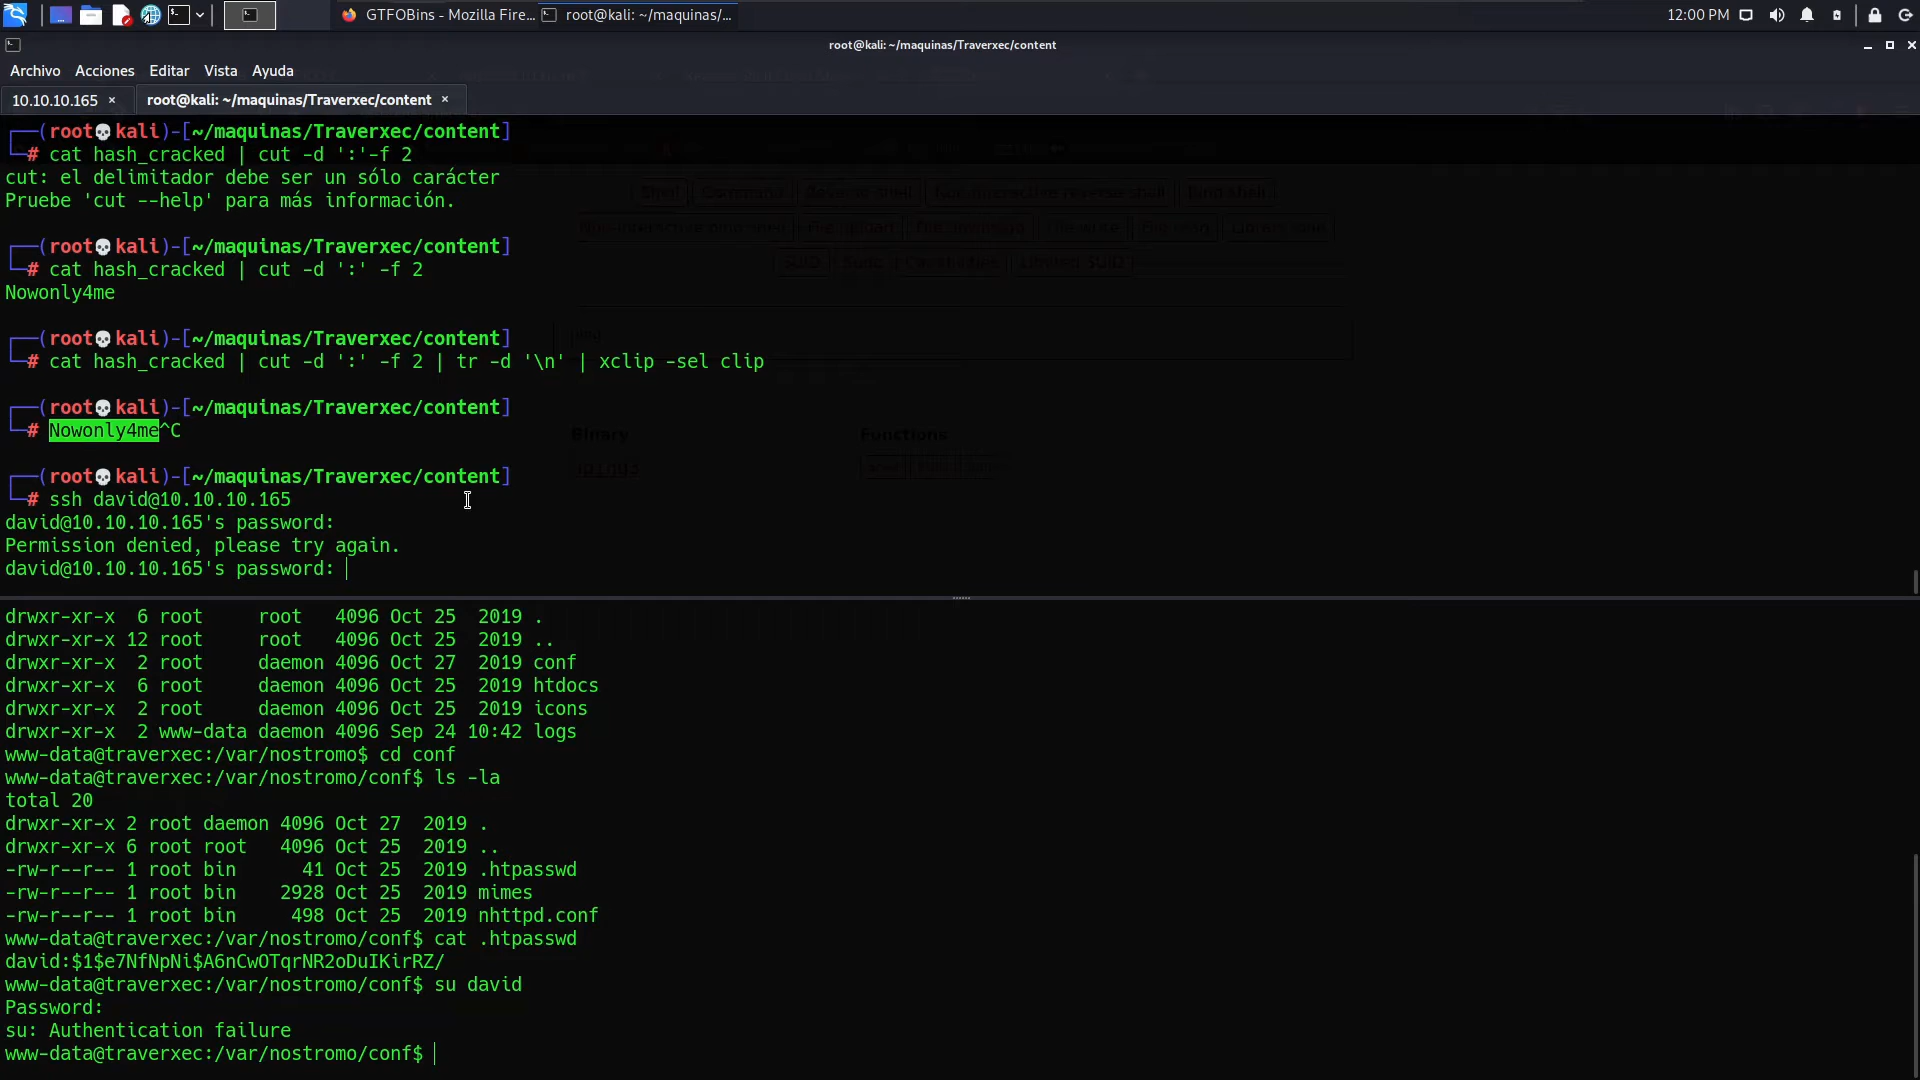 GTFOBins - Mozilla Fire...
root@kali: ~/maquinas/...
12:00 PM
root@kali: ~/maquinas/Traverxec/content
Archivo Acciones Editar Vista Ayuda
10.10.10.165 × root@kali: ~/maquinas/Traverxec/content ×
┌──(root💀kali)-[~/maquinas/Traverxec/content]
└─# cat hash_cracked | cut -d ':'-f 2
cut: el delimitador debe ser un sólo carácter
Pruebe 'cut --help' para más información.
┌──(root💀kali)-[~/maquinas/Traverxec/content]
└─# cat hash_cracked | cut -d ':' -f 2
Nowonly4me
┌──(root💀kali)-[~/maquinas/Traverxec/content]
└─# cat hash_cracked | cut -d ':' -f 2 | tr -d '\n' | xclip -sel clip
┌──(root💀kali)-[~/maquinas/Traverxec/content]
└─# Nowonly4me^C
┌──(root💀kali)-[~/maquinas/Traverxec/content]
└─# ssh david@10.10.10.165
david@10.10.10.165's password:
Permission denied, please try again.
david@10.10.10.165's password:
Binary Functions
drwxr-xr-x 6 root root 4096 Oct 25 2019 .
drwxr-xr-x 12 root root 4096 Oct 25 2019 ..
drwxr-xr-x 2 root daemon 4096 Oct 27 2019 conf
drwxr-xr-x 6 root daemon 4096 Oct 25 2019 htdocs
drwxr-xr-x 2 root daemon 4096 Oct 25 2019 icons
drwxr-xr-x 2 www-data daemon 4096 Sep 24 10:42 logs
www-data@traverxec:/var/nostromo$ cd conf
www-data@traverxec:/var/nostromo/conf$ ls -la
total 20
drwxr-xr-x 2 root daemon 4096 Oct 27 2019 .
drwxr-xr-x 6 root root 4096 Oct 25 2019 ..
-rw-r--r-- 1 root bin 41 Oct 25 2019 .htpasswd
-rw-r--r-- 1 root bin 2928 Oct 25 2019 mimes
-rw-r--r-- 1 root bin 498 Oct 25 2019 nhttpd.conf
www-data@traverxec:/var/nostromo/conf$ cat .htpasswd
david:$1$e7NfNpNi$A6nCwOTqrNR2oDuIKirRZ/
www-data@traverxec:/var/nostromo/conf$ su david
Password:
su: Authentication failure
www-data@traverxec:/var/nostromo/conf$